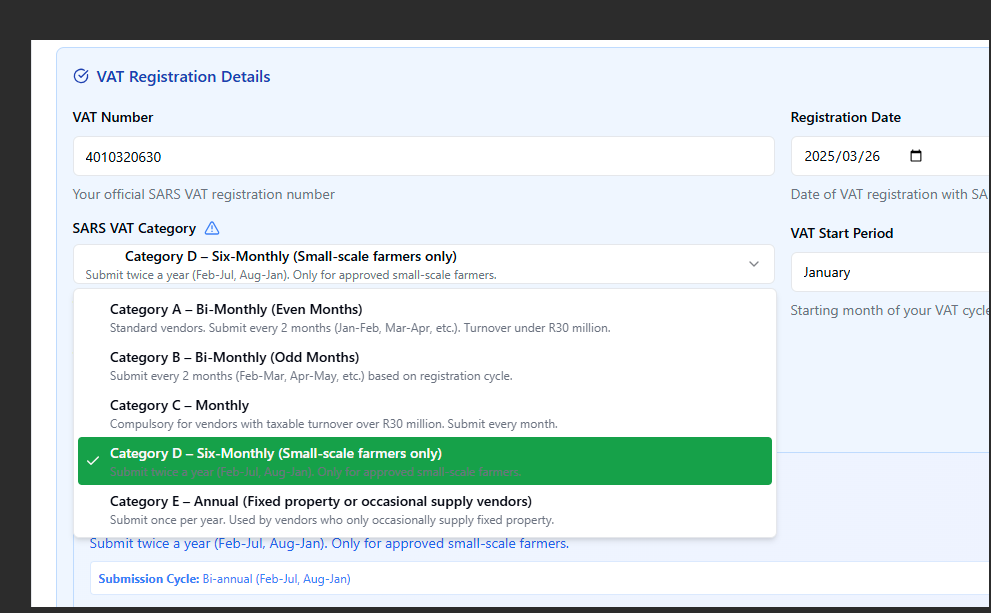 VAT Registration Details
VAT Number
Registration Date
4010320630
2025/03/26
Your official SARS VAT registration number
Date of VAT registration with SA
SARS VAT Category
VAT Start Period
Category D – Six-Monthly (Small-scale farmers only)
Submit twice a year (Feb-Jul, Aug-Jan). Only for approved small-scale farmers.
January
Starting month of your VAT cycle
Category A – Bi-Monthly (Even Months)
Standard vendors. Submit every 2 months (Jan-Feb, Mar-Apr, etc.). Turnover under R30 million.
Category B – Bi-Monthly (Odd Months)
Submit every 2 months (Feb-Mar, Apr-May, etc.) based on registration cycle.
Category C – Monthly
Compulsory for vendors with taxable turnover over R30 million. Submit every month.
Category D – Six-Monthly (Small-scale farmers only)
Submit twice a year (Feb-Jul, Aug-Jan). Only for approved small-scale farmers.
Category E – Annual (Fixed property or occasional supply vendors)
Submit once per year. Used by vendors who only occasionally supply fixed property.
Submit twice a year (Feb-Jul, Aug-Jan). Only for approved small-scale farmers.
Submission Cycle: Bi-annual (Feb-Jul, Aug-Jan)